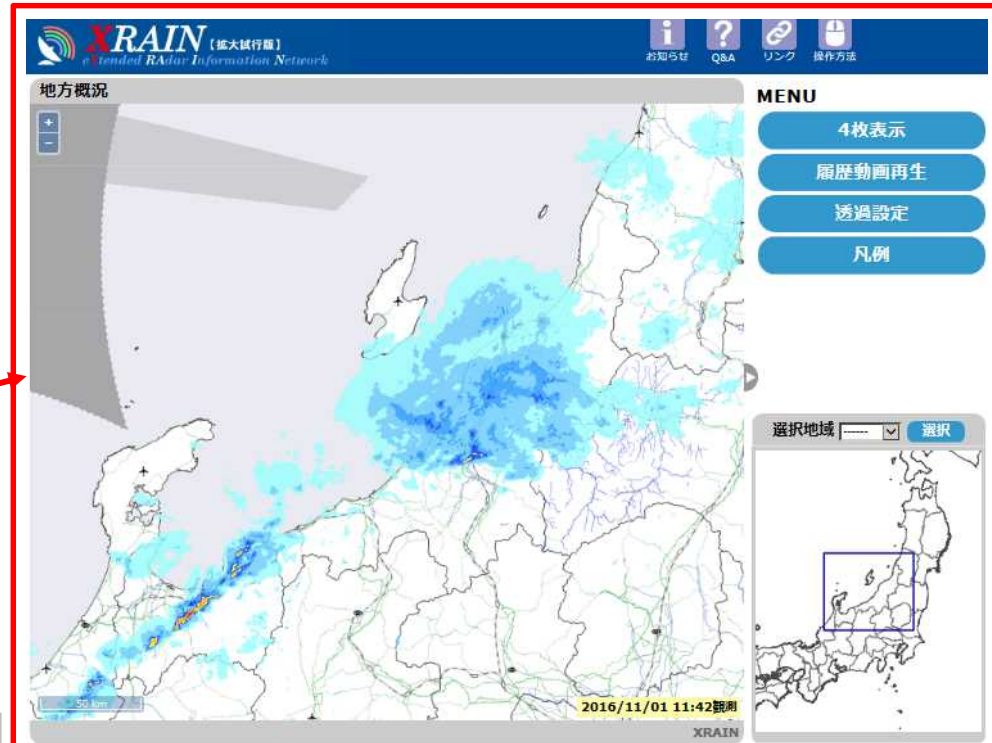 XRAIN【拡大試行版】
eXtended RAdar Information Network
お知らせ
Q&A
リンク
操作方法
地方概況
+
−
50 km
2016/11/01 11:42観測
XRAIN
MENU
4枚表示
履歴動画再生
透過設定
凡例
選択地域 ------ 選択